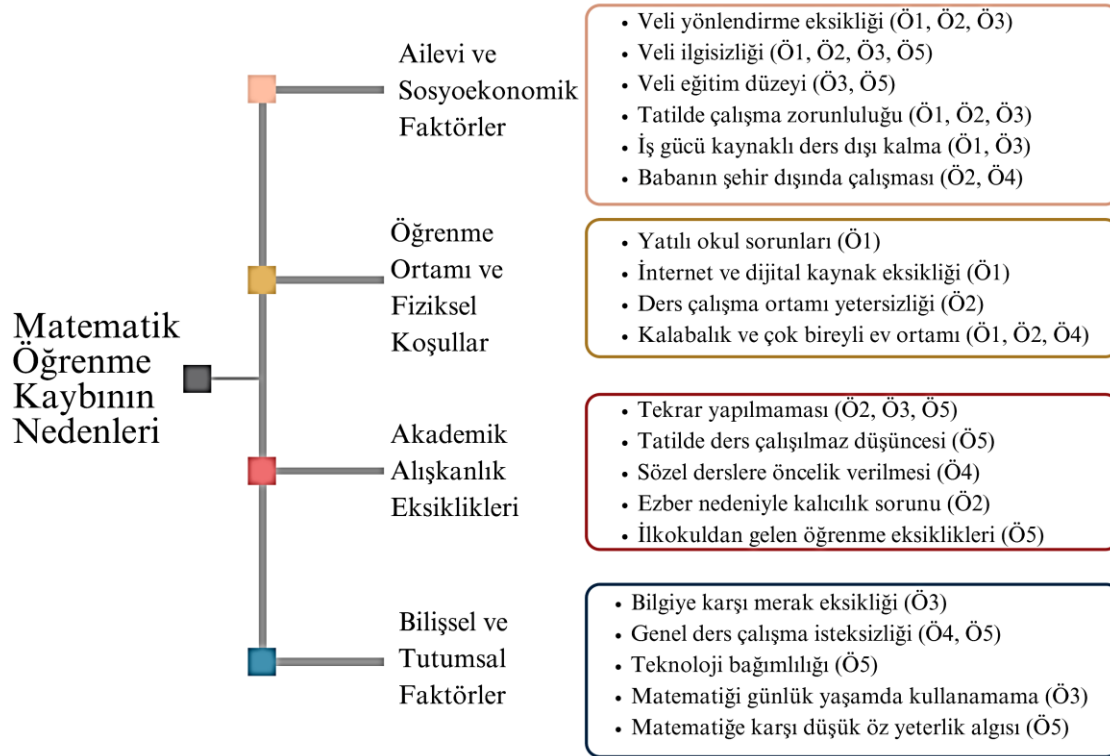 Matematik
Öğrenme
Kaybının
Nedenleri
Ailevi ve
Sosyoekonomik
Faktörler
• Veli yönlendirme eksikliği (Ö1, Ö2, Ö3)
• Veli ilgisizliği (Ö1, Ö2, Ö3, Ö5)
• Veli eğitim düzeyi (Ö3, Ö5)
• Tatilde çalışma zorunluluğu (Ö1, Ö2, Ö3)
• İş gücü kaynaklı ders dışı kalma (Ö1, Ö3)
• Babanın şehir dışında çalışması (Ö2, Ö4)
Öğrenme
Ortamı ve
Fiziksel
Koşullar
• Yatılı okul sorunları (Ö1)
• İnternet ve dijital kaynak eksikliği (Ö1)
• Ders çalışma ortamı yetersizliği (Ö2)
• Kalabalık ve çok bireyli ev ortamı (Ö1, Ö2, Ö4)
Akademik
Alışkanlık
Eksiklikleri
• Tekrar yapılmaması (Ö2, Ö3, Ö5)
• Tatilde ders çalışılmaz düşüncesi (Ö5)
• Sözel derslere öncelik verilmesi (Ö4)
• Ezber nedeniyle kalıcılık sorunu (Ö2)
• İlkokuldan gelen öğrenme eksiklikleri (Ö5)
Bilişsel ve
Tutumsal
Faktörler
• Bilgiye karşı merak eksikliği (Ö3)
• Genel ders çalışma isteksizliği (Ö4, Ö5)
• Teknoloji bağımlılığı (Ö5)
• Matematiği günlük yaşamda kullanamama (Ö3)
• Matematiğe karşı düşük öz yeterlik algısı (Ö5)